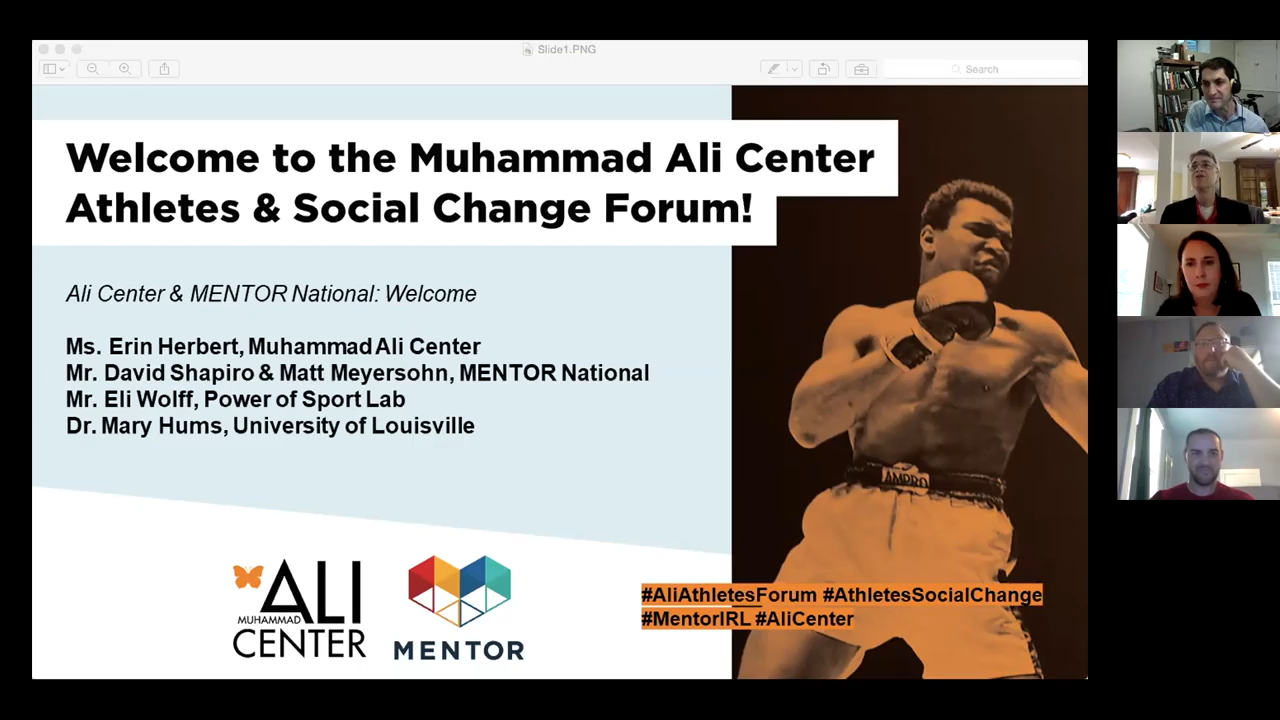 Slide1.PNG
Search
Welcome to the Muhammad Ali Center
Athletes & Social Change Forum!
Ali Center & MENTOR National: Welcome
Ms. Erin Herbert, Muhammad Ali Center
Mr. David Shapiro & Matt Meyersohn, MENTOR National
Mr. Eli Wolff, Power of Sport Lab
Dr. Mary Hums, University of Louisville
AMPRO
ALI
MUHAMMAD
CENTER
MENTOR
#AliAthletesForum #AthletesSocialChange
#MentorIRL #AliCenter